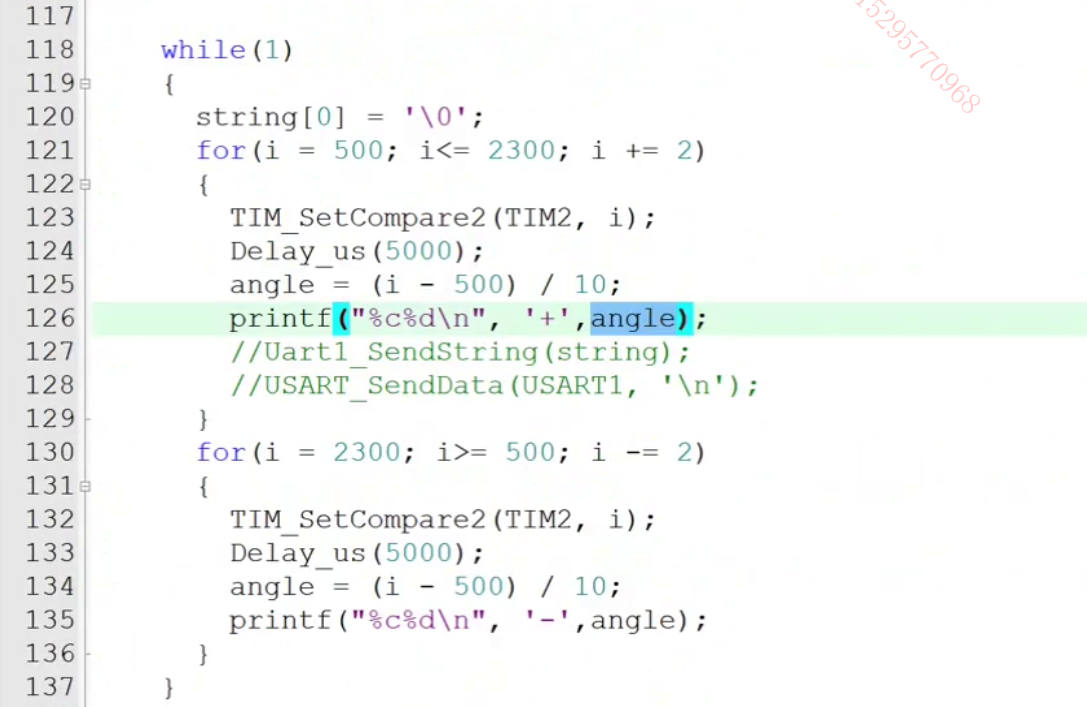 15295770968
117
118 while(1)
119 {
120 string[0] = '\0';
121 for(i = 500; i<= 2300; i += 2)
122 {
123 TIM_SetCompare2(TIM2, i);
124 Delay_us(5000);
125 angle = (i - 500) / 10;
126 printf("%c%d\n", '+',angle);
127 //Uart1_SendString(string);
128 //USART_SendData(USART1, '\n');
129 }
130 for(i = 2300; i>= 500; i -= 2)
131 {
132 TIM_SetCompare2(TIM2, i);
133 Delay_us(5000);
134 angle = (i - 500) / 10;
135 printf("%c%d\n", '-',angle);
136 }
137 }